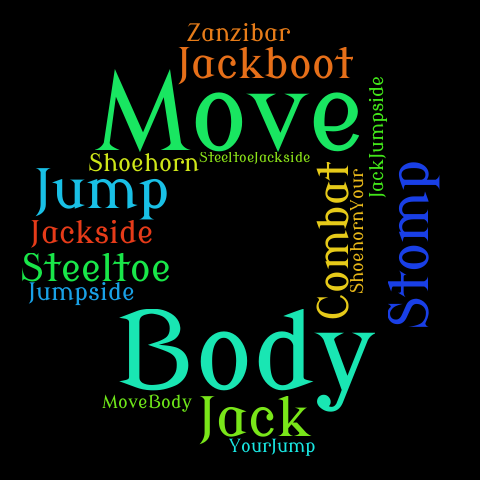 Zanzibar
Jackboot
Move
Shoehorn
SteeltoeJackside
JackJumpside
Jump
Combat
ShoehornYour
Stomp
Jackside
Steeltoe
Jumpside
Body
MoveBody
Jack
YourJump